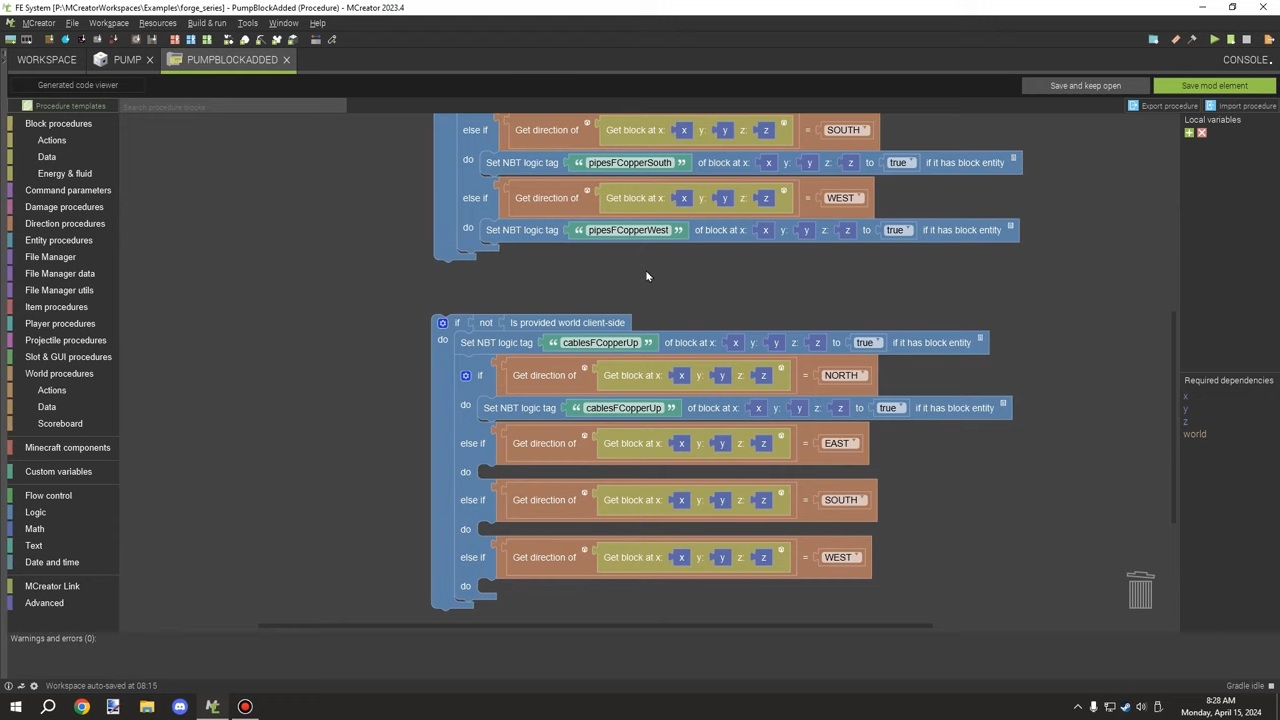 FE System [P:\MCreatorWorkspaces\Examples\forge_series] - PumpBlockAdded (Procedure) - MCreator 2023.4
MCreator File Workspace Resources Build & run Tools Window Help
WORKSPACE PUMP PUMPBLOCKADDED CONSOLE
Generated code viewer Save and keep open Save mod element
Procedure templates Search procedure blocks Export procedure Import procedure
Block procedures
Actions
Data
Energy & fluid
Command parameters
Damage procedures
Direction procedures
Entity procedures
File Manager
File Manager data
File Manager utils
Item procedures
Player procedures
Projectile procedures
Slot & GUI procedures
World procedures
Actions
Data
Scoreboard
Minecraft components
Custom variables
Flow control
Logic
Math
Text
Date and time
MCreator Link
Advanced
else if Get direction of Get block at x: x y: y z: z = SOUTH
do Set NBT logic tag “ pipesFCopperSouth ” of block at x: x y: y z: z to true if it has block entity
else if Get direction of Get block at x: x y: y z: z = WEST
do Set NBT logic tag “ pipesFCopperWest ” of block at x: x y: y z: z to true if it has block entity
if not Is provided world client-side
do Set NBT logic tag “ cablesFCopperUp ” of block at x: x y: y z: z to true if it has block entity
if Get direction of Get block at x: x y: y z: z = NORTH
do Set NBT logic tag “ cablesFCopperUp ” of block at x: x y: y z: z to true if it has block entity
else if Get direction of Get block at x: x y: y z: z = EAST
do
else if Get direction of Get block at x: x y: y z: z = SOUTH
do
else if Get direction of Get block at x: x y: y z: z = WEST
do
Local variables
Required dependencies
x
y
z
world
Warnings and errors (0):
Workspace auto-saved at 08:15 Gradle idle
8:28 AM
Monday, April 15, 2024